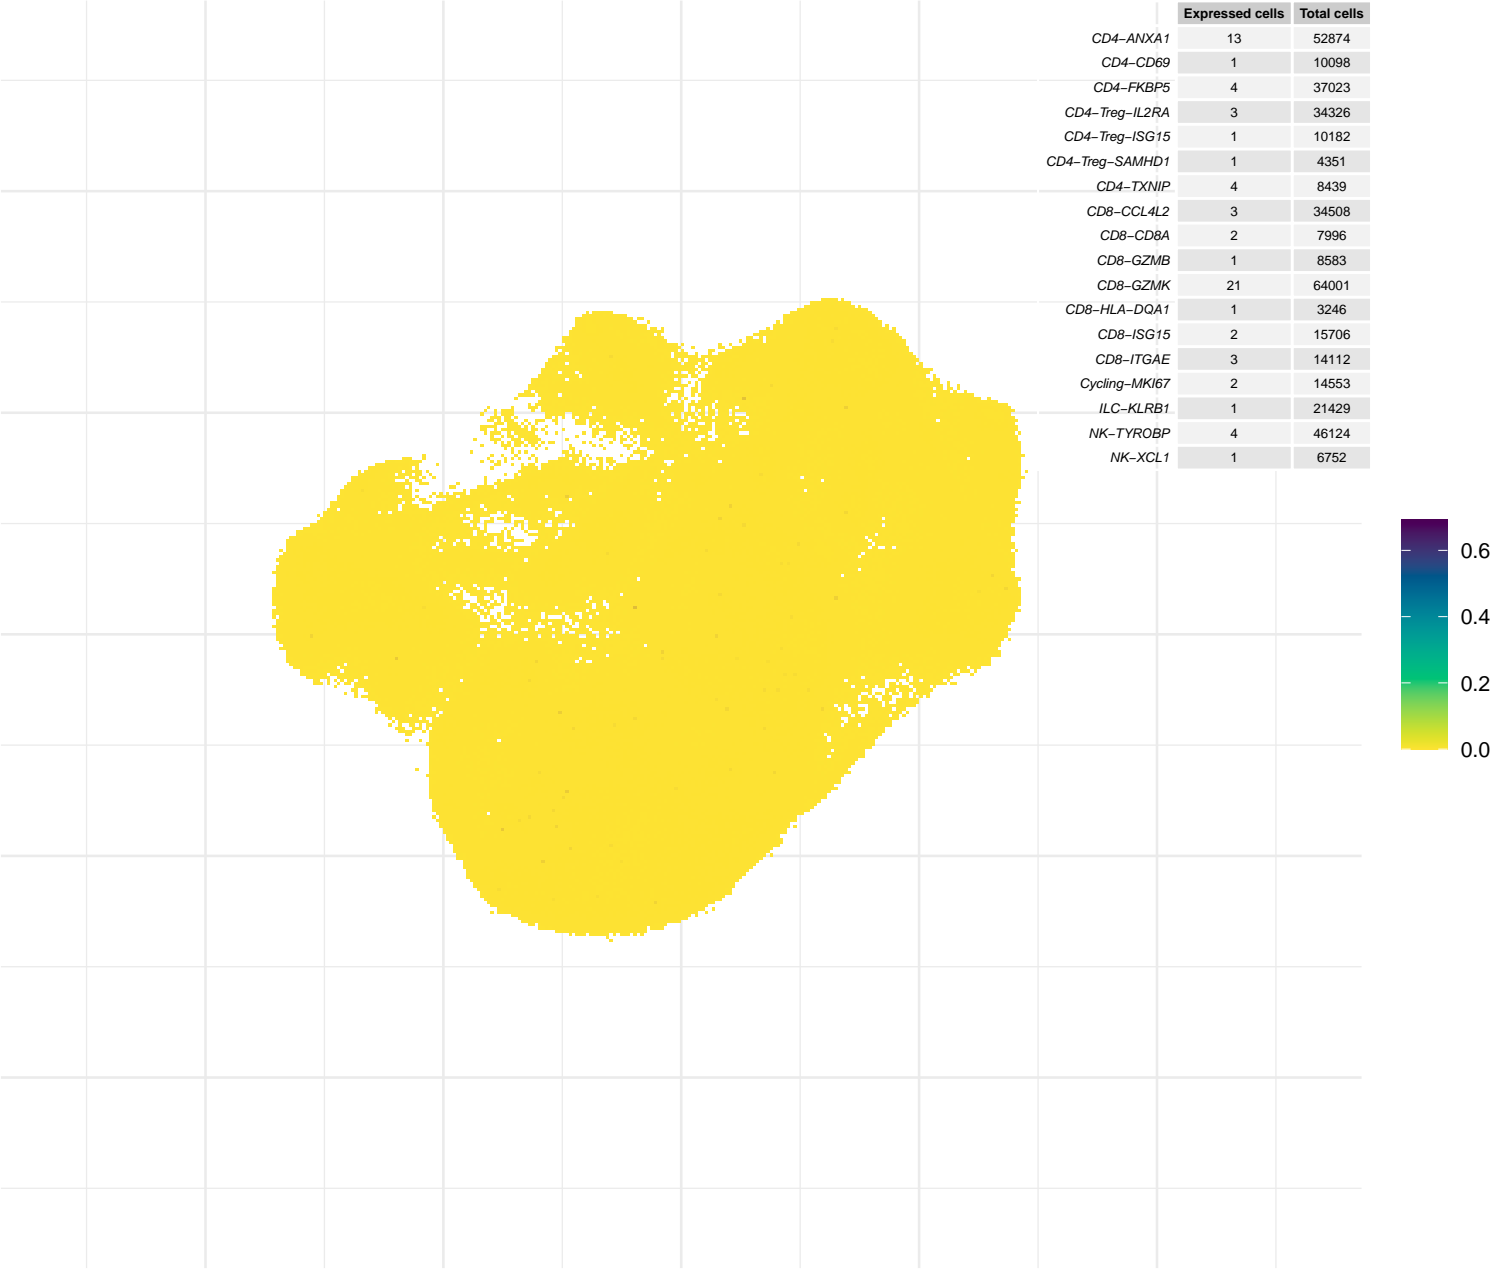 Expressed cells Total cells
CD4−ANXA1 13 52874
CD4−CD69 1 10098
CD4−FKBP5 4 37023
CD4−Treg−IL2RA 3 34326
CD4−Treg−ISG15 1 10182
CD4−Treg−SAMHD1 1 4351
CD4−TXNIP 4 8439
CD8−CCL4L2 3 34508
CD8−CD8A 2 7996
CD8−GZMB 1 8583
CD8−GZMK 21 64001
CD8−HLA−DQA1 1 3246
CD8−ISG15 2 15706
CD8−ITGAE 3 14112
Cycling−MKI67 2 14553
ILC−KLRB1 1 21429
NK−TYROBP 4 46124
NK−XCL1 1 6752
0.6
0.4
0.2
0.0